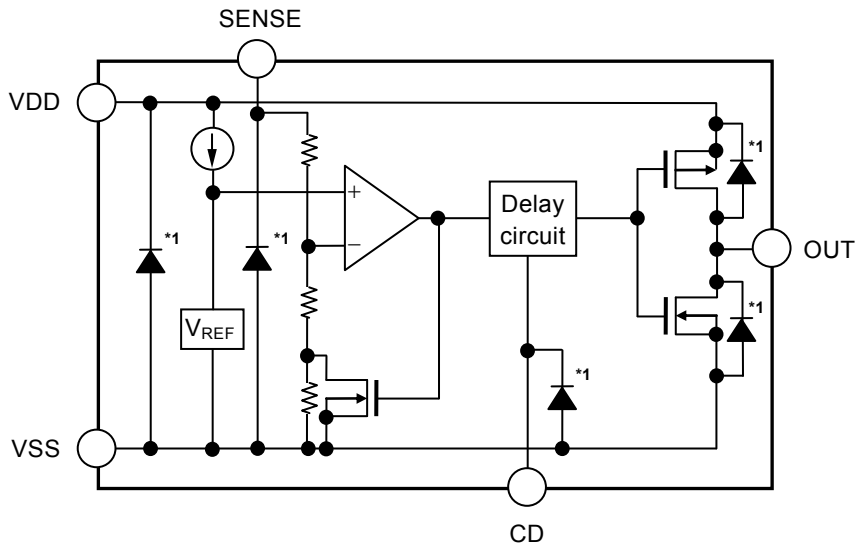 SENSE
VDD
*1
*1
*1
+
−
Delay
circuit
OUT
*1
VREF
*1
VSS
CD